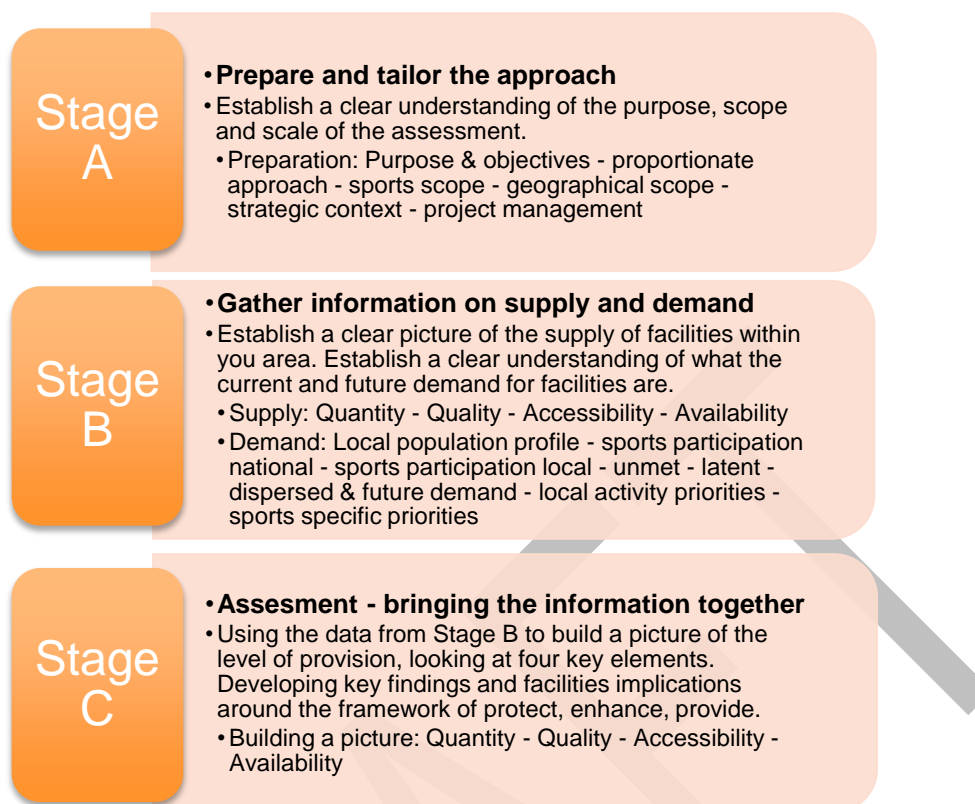 Stage
A
•Prepare and tailor the approach
•Establish a clear understanding of the purpose, scope
and scale of the assessment.
•Preparation: Purpose & objectives - proportionate
approach - sports scope - geographical scope -
strategic context - project management
Stage
B
•Gather information on supply and demand
•Establish a clear picture of the supply of facilities within
you area. Establish a clear understanding of what the
current and future demand for facilities are.
•Supply: Quantity - Quality - Accessibility - Availability
•Demand: Local population profile - sports participation
national - sports participation local - unmet - latent -
dispersed & future demand - local activity priorities -
sports specific priorities
Stage
C
•Assesment - bringing the information together
•Using the data from Stage B to build a picture of the
level of provision, looking at four key elements.
Developing key findings and facilities implications
around the framework of protect, enhance, provide.
•Building a picture: Quantity - Quality - Accessibility -
Availability